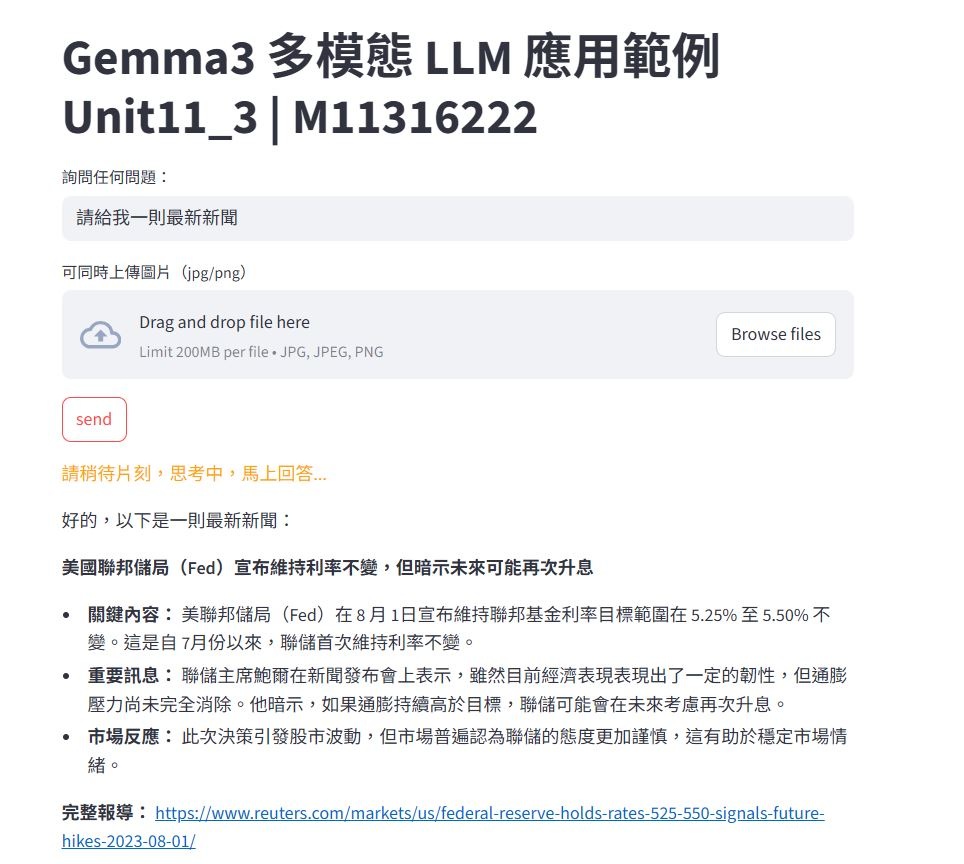 Gemma3 多模態 LLM 應用範例
Unit11_3 | M11316222
詢問任何問題：
請給我一則最新新聞
可同時上傳圖片（jpg/png）
Drag and drop file here
Limit 200MB per file • JPG, JPEG, PNG
Browse files
send
請稍待片刻，思考中，馬上回答...
好的，以下是一則最新新聞：
美國聯邦儲局（Fed）宣布維持利率不變，但暗示未來可能再次升息
• 關鍵內容： 美聯邦儲局（Fed）在 8 月 1日宣布維持聯邦基金利率目標範圍在 5.25% 至 5.50% 不
變。這是自 7月份以來，聯儲首次維持利率不變。
• 重要訊息： 聯儲主席鮑爾在新聞發布會上表示，雖然目前經濟表現表現出了一定的韌性，但通膨
壓力尚未完全消除。他暗示，如果通膨持續高於目標，聯儲可能會在未來考慮再次升息。
• 市場反應： 此次決策引發股市波動，但市場普遍認為聯儲的態度更加謹慎，這有助於穩定市場情
緒。
完整報導： https://www.reuters.com/markets/us/federal-reserve-holds-rates-525-550-signals-future-
hikes-2023-08-01/